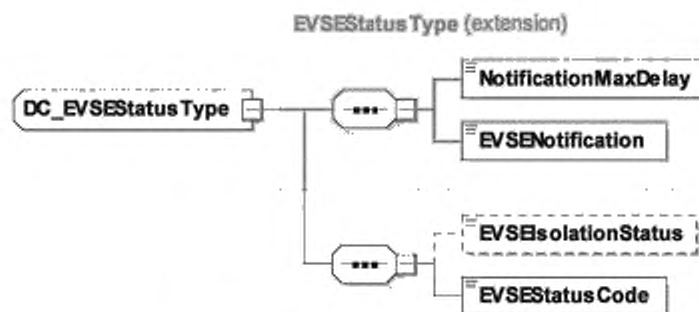 EVSEStatusType (extension)
NotificationMaxDelay
DC_EVSEStatusType
EVSENotification
EVSEIsolationStatus
EVSEStatusCode